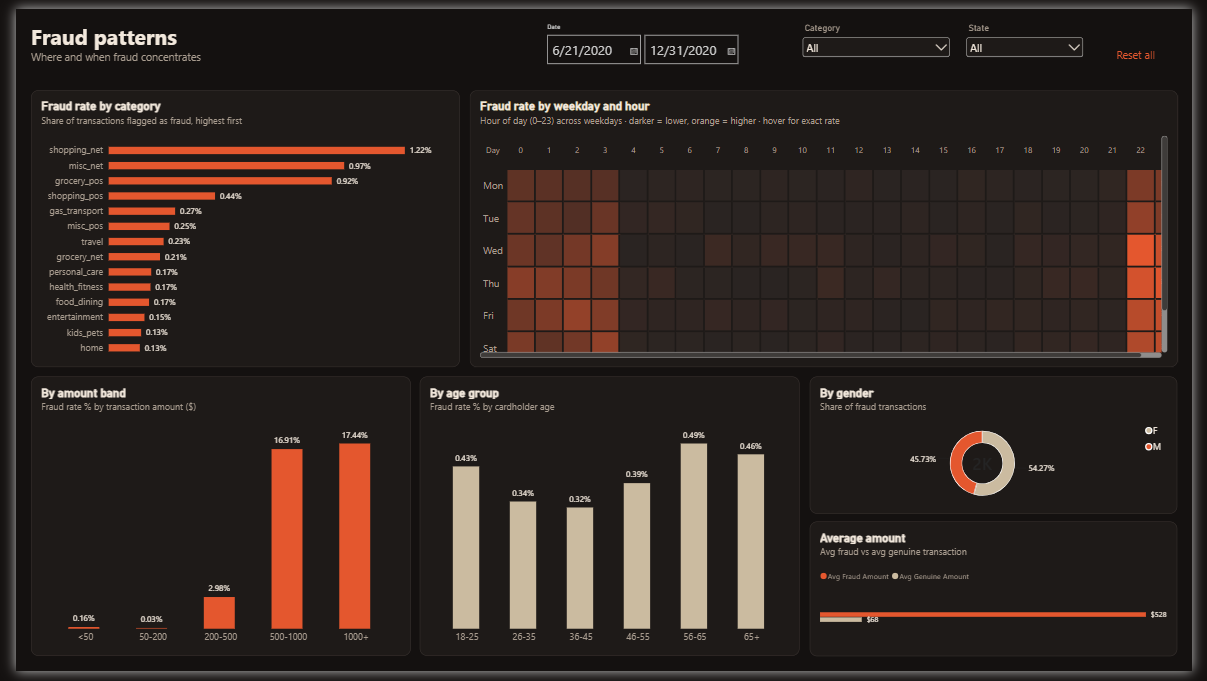 Fraud patterns
Where and when fraud concentrates
Date
6/21/2020
12/31/2020
Category
All
State
All
Reset all
Fraud rate by category
Share of transactions flagged as fraud, highest first
shopping_net 1.22%
misc_net 0.97%
grocery_pos 0.92%
shopping_pos 0.44%
gas_transport 0.27%
misc_pos 0.25%
travel 0.23%
grocery_net 0.21%
personal_care 0.17%
health_fitness 0.17%
food_dining 0.17%
entertainment 0.15%
kids_pets 0.13%
home 0.13%
Fraud rate by weekday and hour
Hour of day (0–23) across weekdays · darker = lower, orange = higher · hover for exact rate
Day 0 1 2 3 4 5 6 7 8 9 10 11 12 13 14 15 16 17 18 19 20 21 22
Mon
Tue
Wed
Thu
Fri
Sat
By amount band
Fraud rate % by transaction amount ($)
0.16% 0.03% 2.98% 16.91% 17.44%
<50 50-200 200-500 500-1000 1000+
By age group
Fraud rate % by cardholder age
0.43% 0.34% 0.32% 0.39% 0.49% 0.46%
18-25 26-35 36-45 46-55 56-65 65+
By gender
Share of fraud transactions
F
M
45.73% 2K 54.27%
Average amount
Avg fraud vs avg genuine transaction
Avg Fraud Amount Avg Genuine Amount
$528
$68